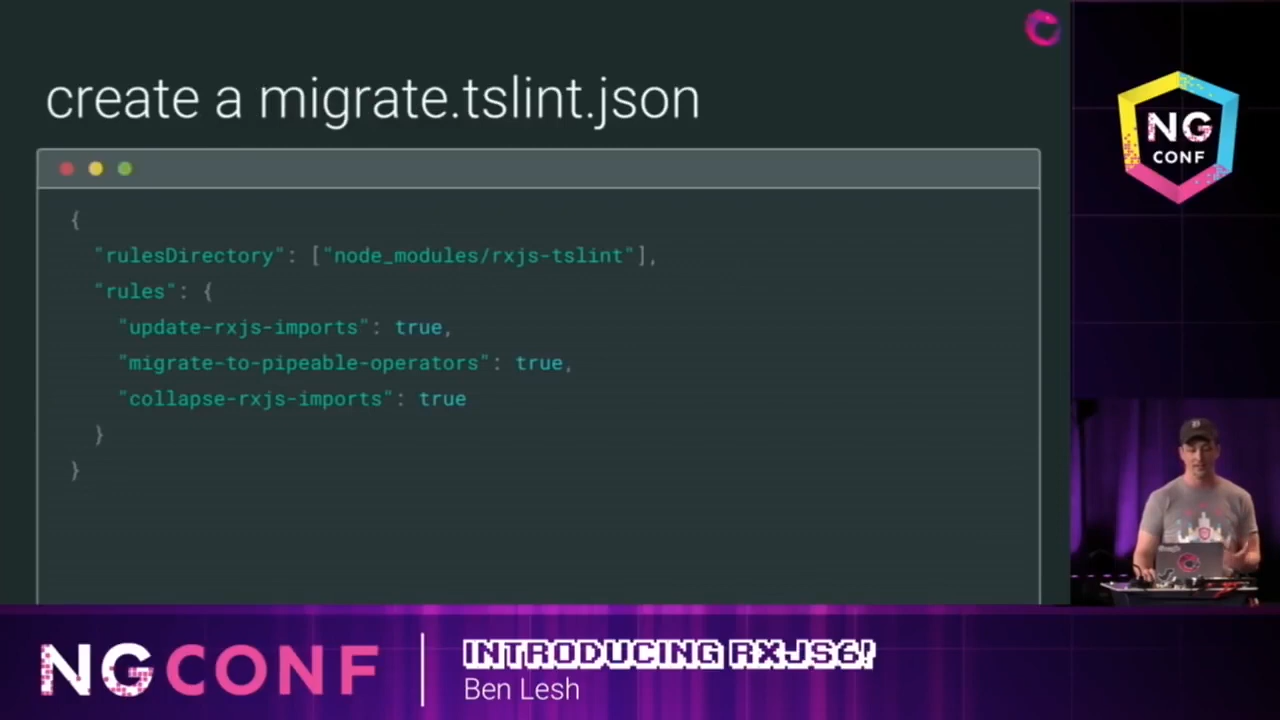 create a migrate.tslint.json
{
"rulesDirectory": ["node_modules/rxjs-tslint"],
"rules": {
"update-rxjs-imports": true,
"migrate-to-pipeable-operators": true,
"collapse-rxjs-imports": true
}
}
NG
CONF
NGCONF
INTRODUCING RXJS6!
Ben Lesh